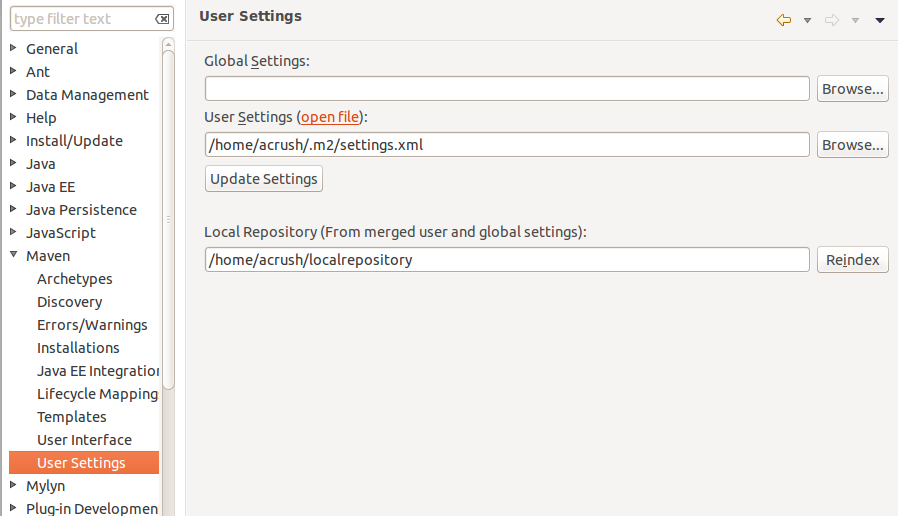 type filter text
General
Ant
Data Management
Help
Install/Update
Java
Java EE
Java Persistence
JavaScript
Maven
Archetypes
Discovery
Errors/Warnings
Installations
Java EE Integration
Lifecycle Mapping
Templates
User Interface
User Settings
Mylyn
Plug-in Developmen
User Settings
Global Settings:
Browse...
User Settings (open file):
/home/acrush/.m2/settings.xml Browse...
Update Settings
Local Repository (From merged user and global settings):
/home/acrush/localrepository Reindex